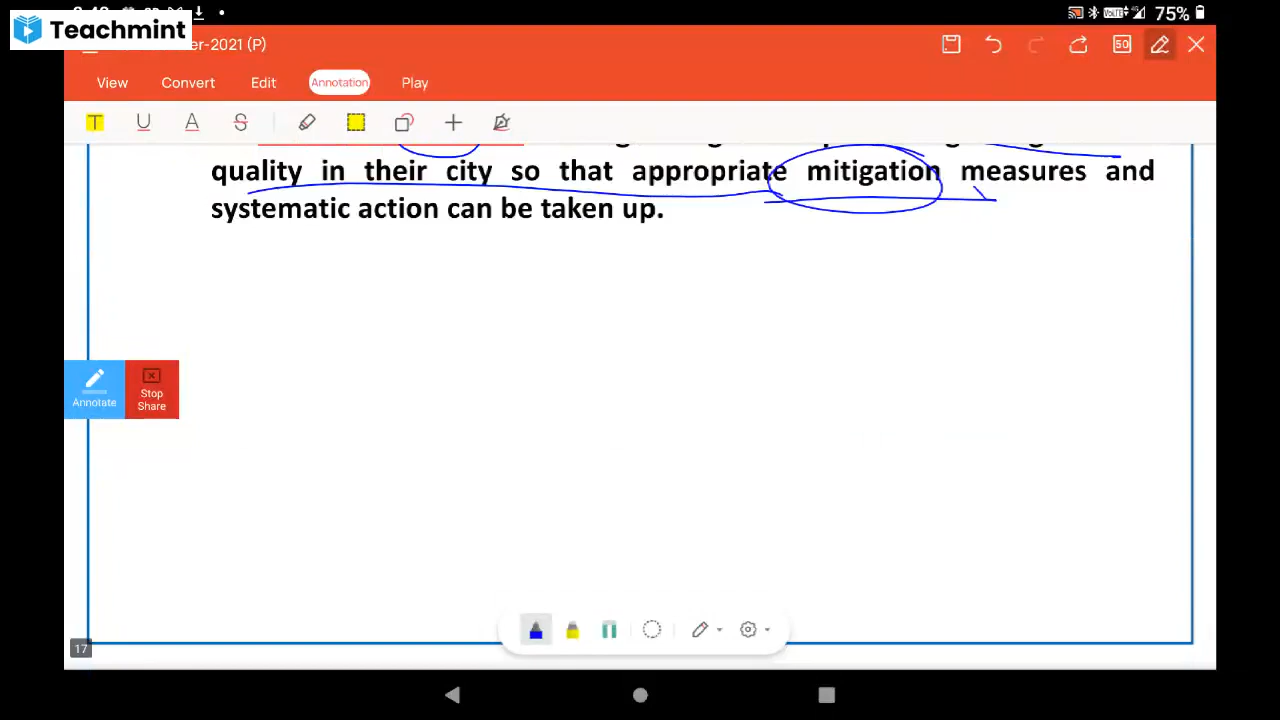 Teachmint
75%
er-2021 (P)
50
View Convert Edit Annotation Play
quality in their city so that appropriate mitigation measures and
systematic action can be taken up.
Annotate
Stop
Share
17